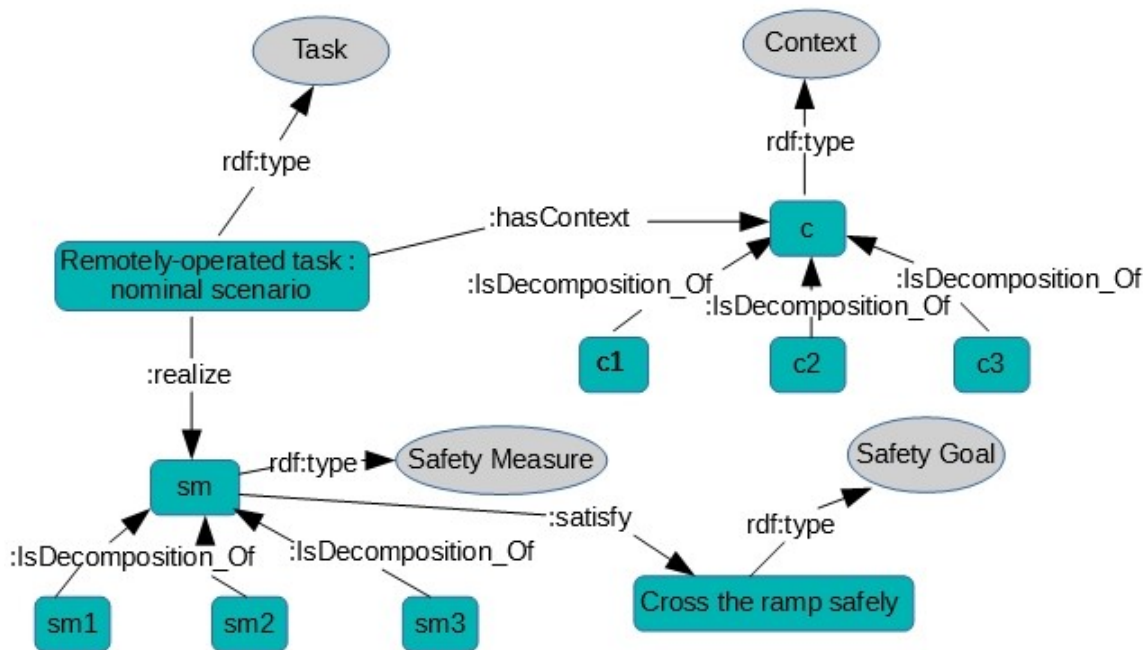 Task
Context
rdf:type
rdf:type
:hasContext
c
Remotely-operated task :
nominal scenario
:IsDecomposition_Of
:IsDecomposition_Of
:IsDecomposition_Of
c1
c2
c3
:realize
rdf:type
Safety Measure
Safety Goal
sm
:satisfy
rdf:type
:IsDecomposition_Of
:IsDecomposition_Of
Cross the ramp safely
sm1
sm2
sm3